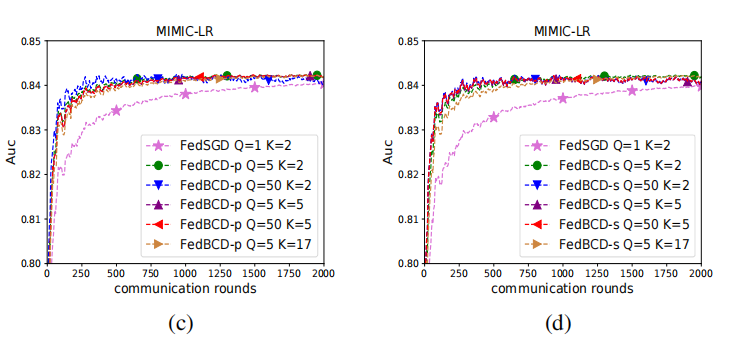 MIMIC-LR
0.85
0.84
0.83
0.82
0.81
0.80
Auc
FedSGD Q=1 K=2
FedBCD-p Q=5 K=2
FedBCD-p Q=50 K=2
FedBCD-p Q=5 K=5
FedBCD-p Q=50 K=5
FedBCD-p Q=5 K=17
0 250 500 750 1000 1250 1500 1750 2000
communication rounds
(c)
MIMIC-LR
0.85
0.84
0.83
0.82
0.81
0.80
Auc
FedSGD Q=1 K=2
FedBCD-s Q=5 K=2
FedBCD-s Q=50 K=2
FedBCD-s Q=5 K=5
FedBCD-s Q=50 K=5
FedBCD-s Q=5 K=17
0 250 500 750 1000 1250 1500 1750 2000
communication rounds
(d)